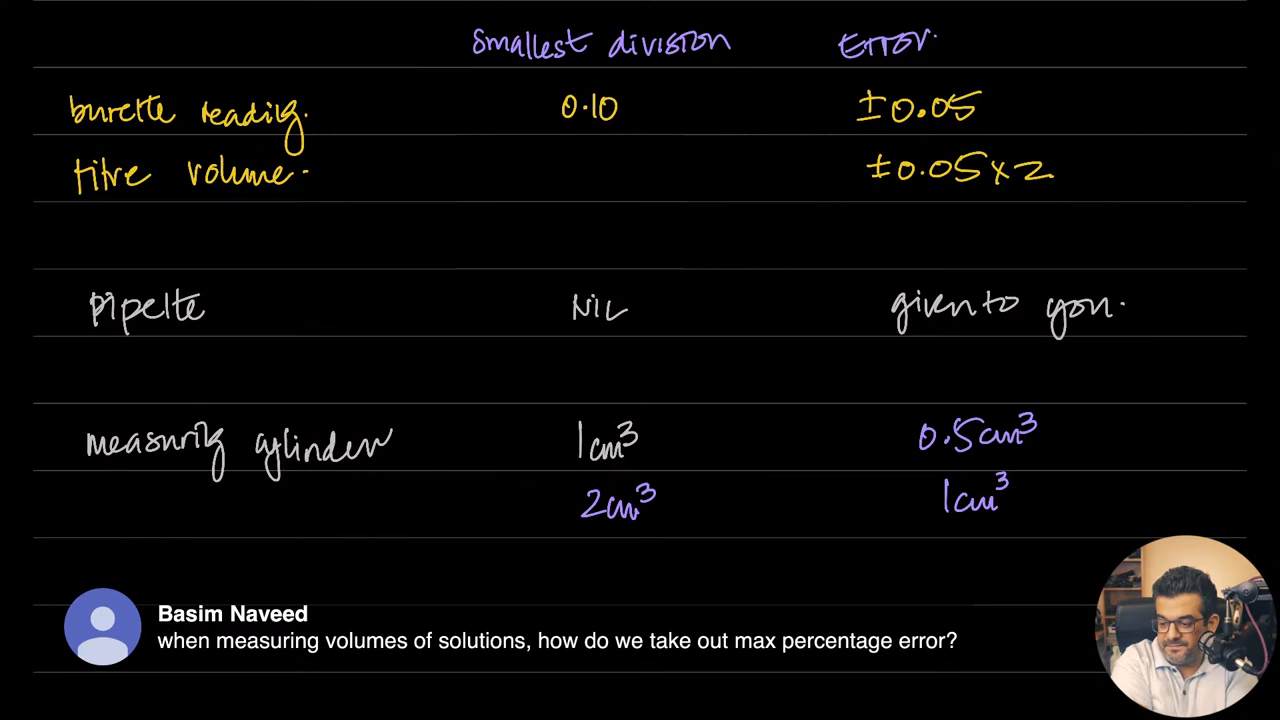 smallest division Error.
burette reading. 0.10 ±0.05
titre volume. ±0.05x2
pipette NIL given to you.
measuring cylinder 1cm³ 0.5cm³
2cm³ 1cm³
Basim Naveed
when measuring volumes of solutions, how do we take out max percentage error?